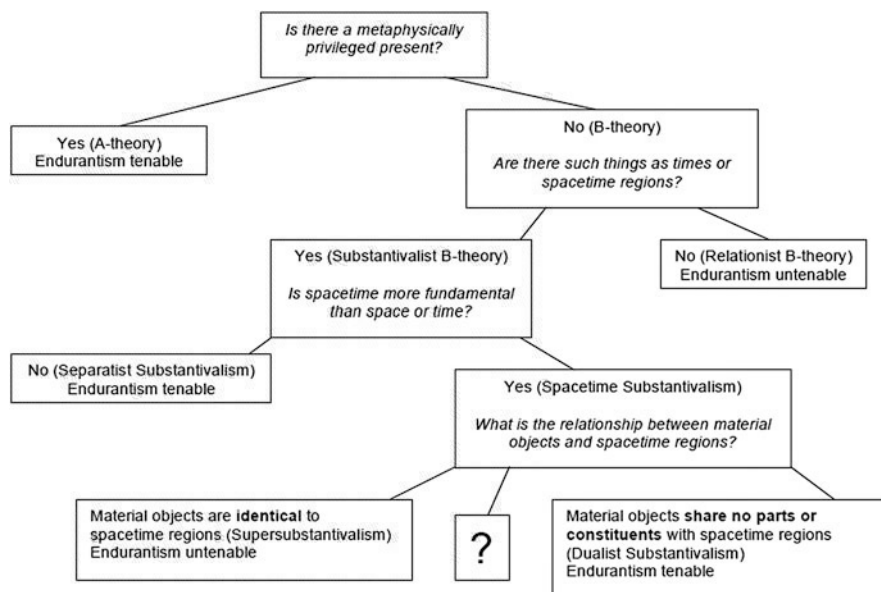 Is there a metaphysically
privileged present?
Yes (A-theory)
Endurantism tenable
No (B-theory)
Are there such things as times or
spacetime regions?
Yes (Substantivalist B-theory)
Is spacetime more fundamental
than space or time?
No (Relationist B-theory)
Endurantism untenable
No (Separatist Substantivalism)
Endurantism tenable
Yes (Spacetime Substantivalism)
What is the relationship between material
objects and spacetime regions?
Material objects are identical to
spacetime regions (Supersubstantivalism)
Endurantism untenable
?
Material objects share no parts or
constituents with spacetime regions
(Dualist Substantivalism)
Endurantism tenable